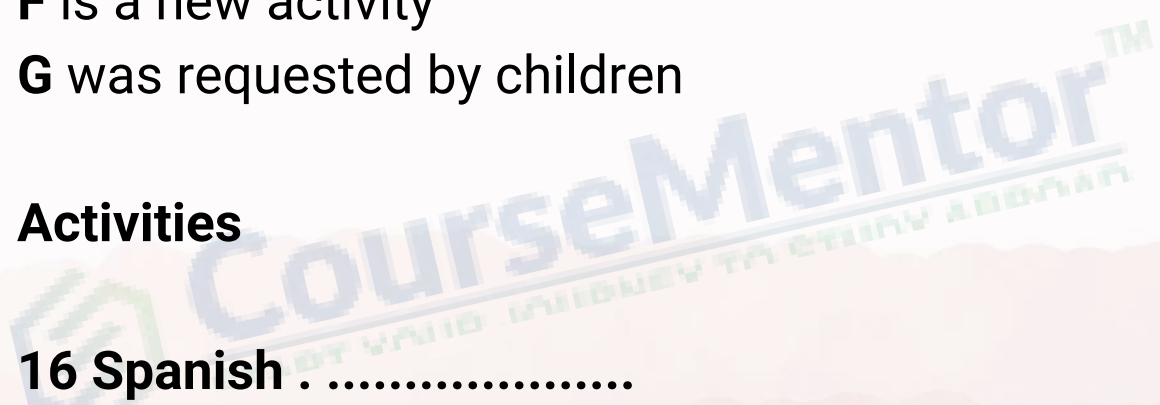 F is a new activity
G was requested by children
Activities
CourseMentor™
16 Spanish . ....................